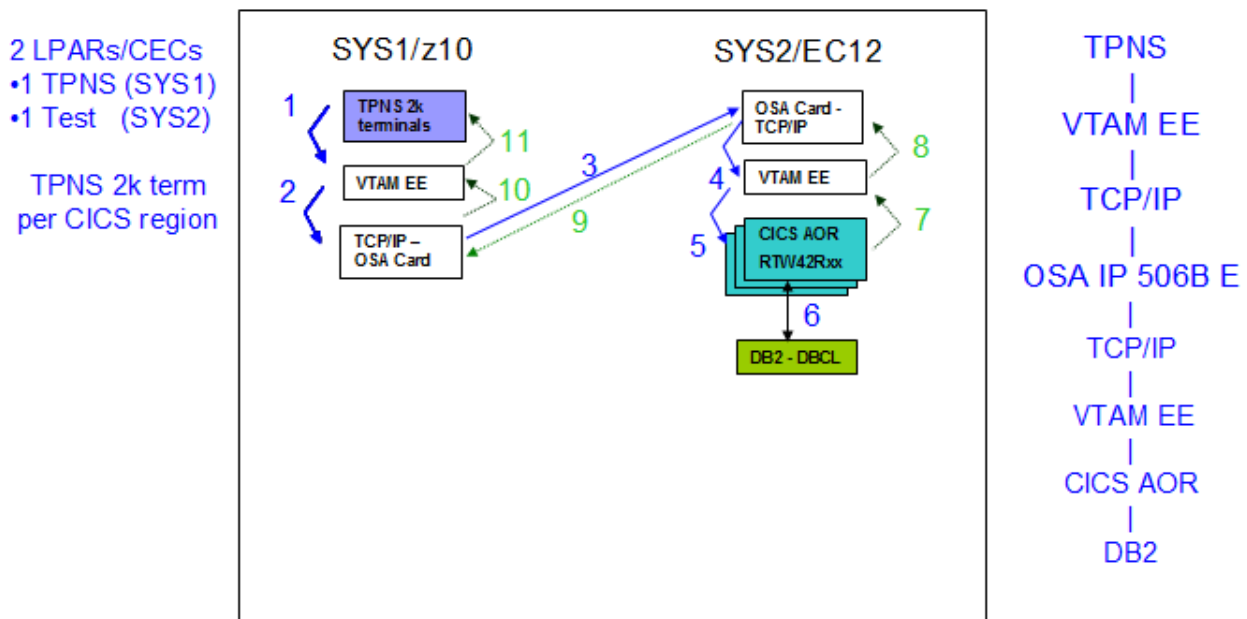 2 LPARs/CECs
•1 TPNS (SYS1)
•1 Test (SYS2)
TPNS 2k term
per CICS region
SYS1/z10
SYS2/EC12
1
TPNS 2k
terminals
11
2
VTAM EE
10
TCP/IP –
OSA Card
3
9
OSA Card -
TCP/IP
8
4
VTAM EE
7
5
CICS AOR
RTW42Rxx
6
DB2 - DBCL
TPNS
|
VTAM EE
|
TCP/IP
|
OSA IP 506B E
|
TCP/IP
|
VTAM EE
|
CICS AOR
|
DB2